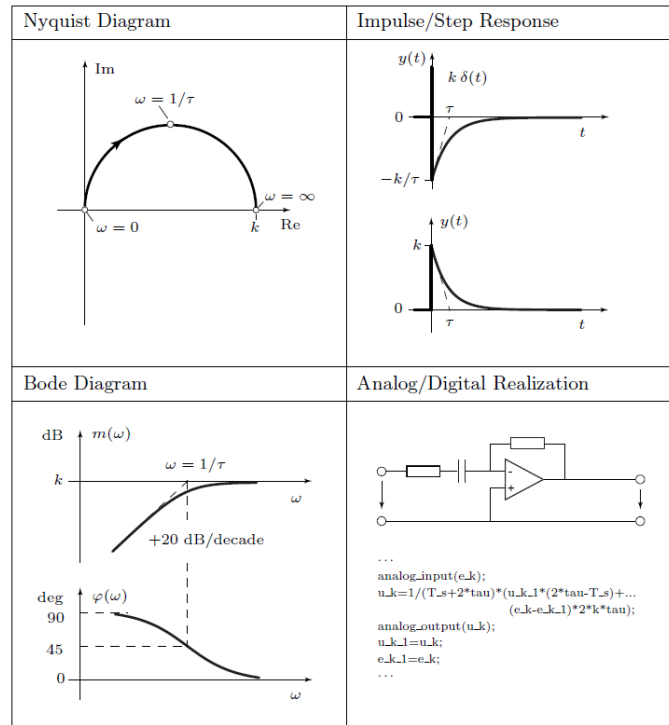 Nyquist Diagram
Im
ω = 1/τ
ω = ∞
ω = 0
k
Re
Impulse/Step Response
y(t)
k δ(t)
τ
0
t
−k/τ
y(t)
k
0
τ
t
Bode Diagram
dB
m(ω)
ω = 1/τ
k
ω
+20 dB/decade
deg
φ(ω)
90
45
0
ω
Analog/Digital Realization
-
+
...
analog_input(e_k);
u_k=1/(T_s+2*tau)*(u_k_1*(2*tau-T_s)+...
(e_k-e_k_1)*2*k*tau);
analog_output(u_k);
u_k_1=u_k;
e_k_1=e_k;
...